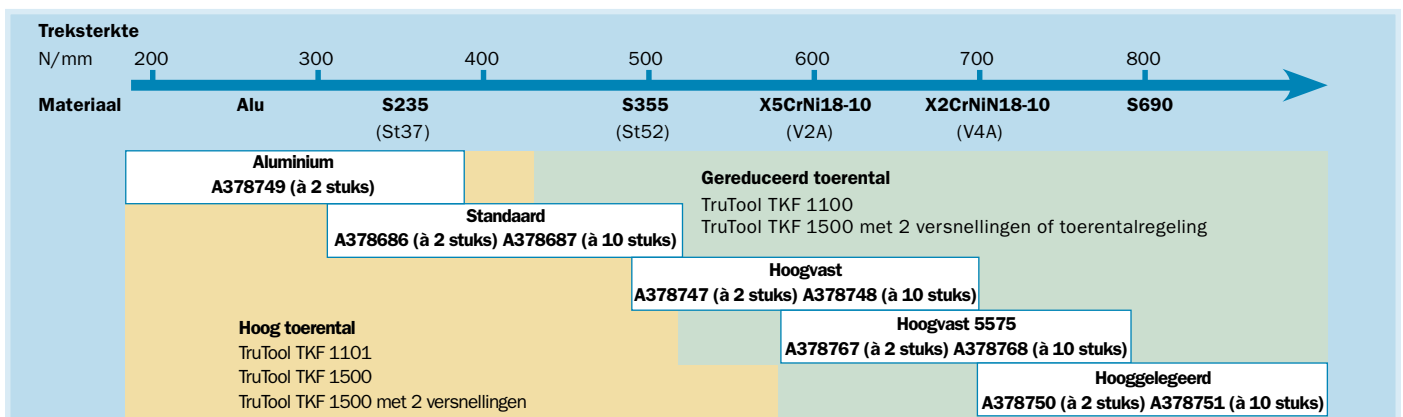 Treksterkte
N/mm 200 300 400 500 600 700 800
Materiaal Alu S235 S355 X5CrNi18-10 X2CrNiN18-10 S690
(St37) (St52) (V2A) (V4A)
Aluminium
A378749 (à 2 stuks)
Gereduceerd toerental
TruTool TKF 1100
TruTool TKF 1500 met 2 versnellingen of toerentalregeling
Standaard
A378686 (à 2 stuks) A378687 (à 10 stuks)
Hoogvast
A378747 (à 2 stuks) A378748 (à 10 stuks)
Hoog toerental
TruTool TKF 1101
TruTool TKF 1500
TruTool TKF 1500 met 2 versnellingen
Hoogvast 5575
A378767 (à 2 stuks) A378768 (à 10 stuks)
Hooggelegeerd
A378750 (à 2 stuks) A378751 (à 10 stuks)